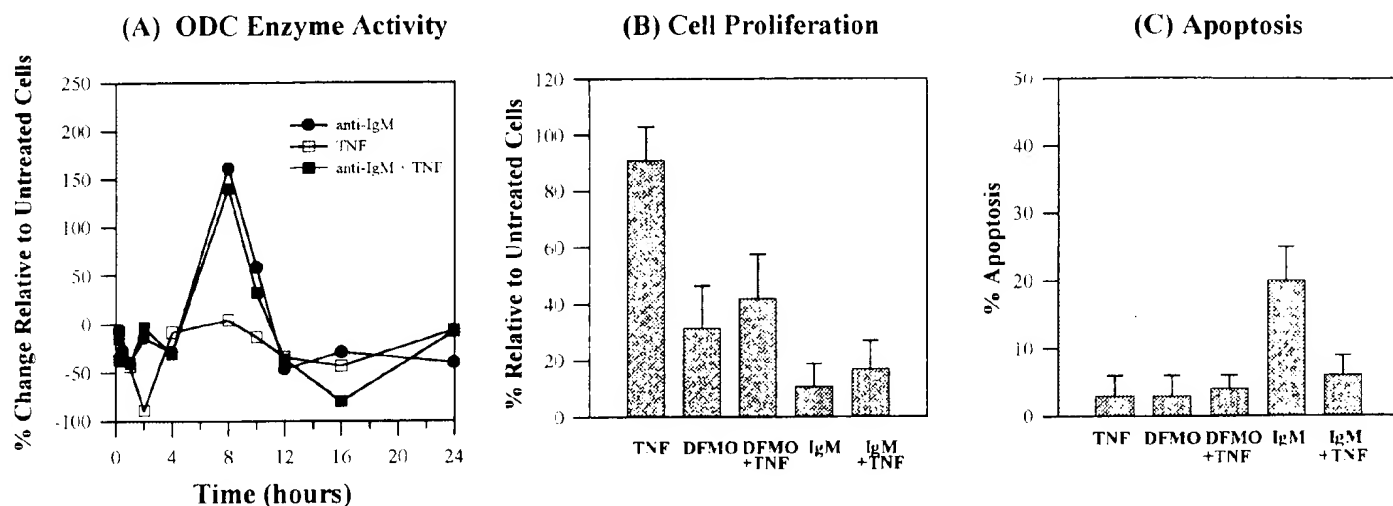 (A) ODC Enzyme Activity
% Change Relative to Untreated Cells
250
200
150
100
50
0
-50
-100
anti-IgM
TNF
anti-IgM + TNF
0 4 8 12 16 20 24
Time (hours)
(B) Cell Proliferation
% Relative to Untreated Cells
120
100
80
60
40
20
0
TNF DFMO DFMO IgM IgM
+TNF +TNF
(C) Apoptosis
% Apoptosis
50
40
30
20
10
0
TNF DFMO DFMO IgM IgM
+TNF +TNF